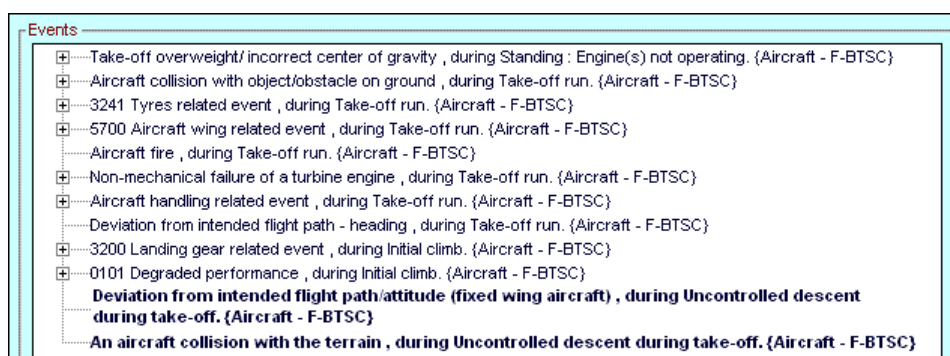 Events
Take-off overweight/ incorrect center of gravity , during Standing : Engine(s) not operating. {Aircraft - F-BTSC}
Aircraft collision with object/obstacle on ground , during Take-off run. {Aircraft - F-BTSC}
3241 Tyres related event , during Take-off run. {Aircraft - F-BTSC}
5700 Aircraft wing related event , during Take-off run. {Aircraft - F-BTSC}
Aircraft fire , during Take-off run. {Aircraft - F-BTSC}
Non-mechanical failure of a turbine engine , during Take-off run. {Aircraft - F-BTSC}
Aircraft handling related event , during Take-off run. {Aircraft - F-BTSC}
Deviation from intended flight path - heading , during Take-off run. {Aircraft - F-BTSC}
3200 Landing gear related event , during Initial climb. {Aircraft - F-BTSC}
0101 Degraded performance , during Initial climb. {Aircraft - F-BTSC}
Deviation from intended flight path/attitude (fixed wing aircraft) , during Uncontrolled descent
during take-off. {Aircraft - F-BTSC}
An aircraft collision with the terrain , during Uncontrolled descent during take-off. {Aircraft - F-BTSC}